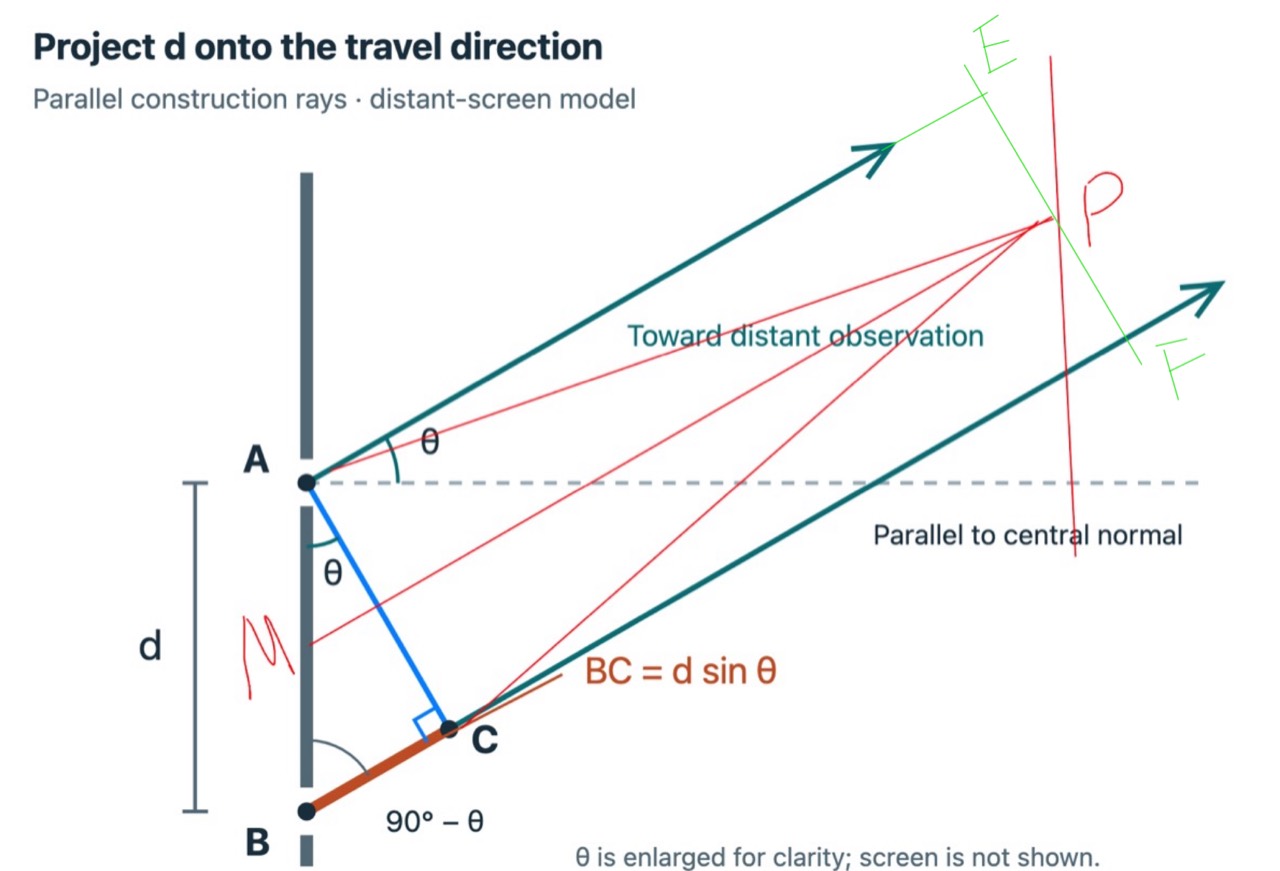 Project d onto the travel direction
Parallel construction rays · distant-screen model
E
P
Toward distant observation
F
θ
A
Parallel to central normal
θ
d
M
BC = d sin θ
C
90° – θ
B
θ is enlarged for clarity; screen is not shown.